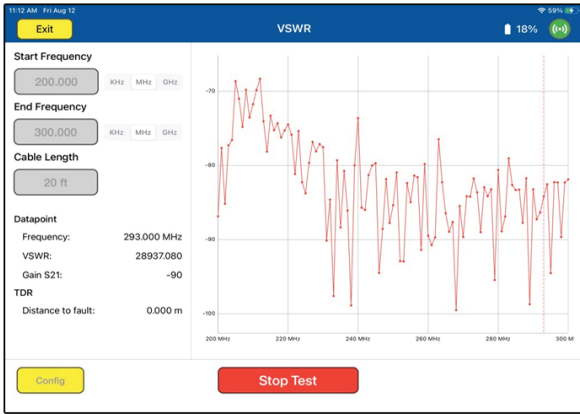 11:12 AM Fri Aug 12
59%
Exit
VSWR
18%
Start Frequency
200.000
KHz MHz GHz
End Frequency
300.000
KHz MHz GHz
Cable Length
20 ft
Datapoint
Frequency: 293.000 MHz
VSWR: 28937.080
Gain S21: -90
TDR
Distance to fault: 0.000 m
-70
-80
-90
-100
200 MHz 220 MHz 240 MHz 260 MHz 280 MHz 300 M
Config
Stop Test